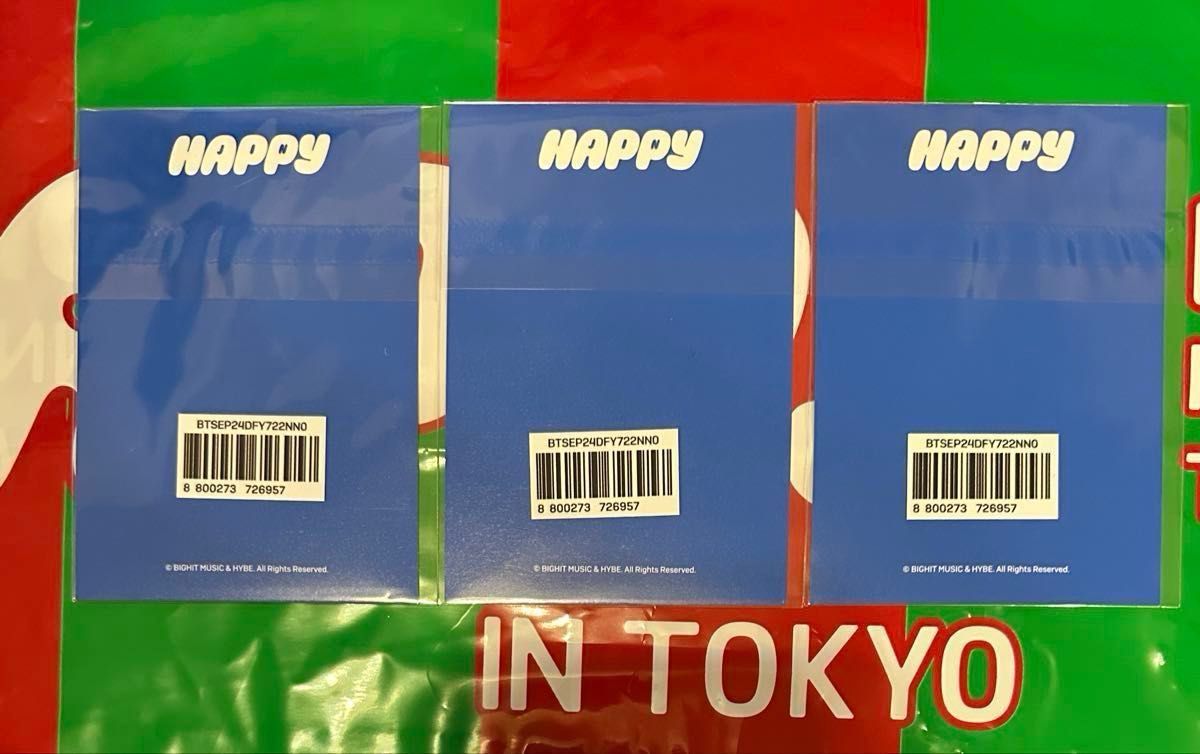 HAPPY
BTSEP24DFY722NN0
8 800273 726957
© BIGHIT MUSIC & HYBE. All Rights Reserved.
HAPPY
BTSEP24DFY722NN0
8 800273 726957
© BIGHIT MUSIC & HYBE. All Rights Reserved.
HAPPY
BTSEP24DFY722NN0
8 800273 726957
© BIGHIT MUSIC & HYBE. All Rights Reserved.
IN TOKYO